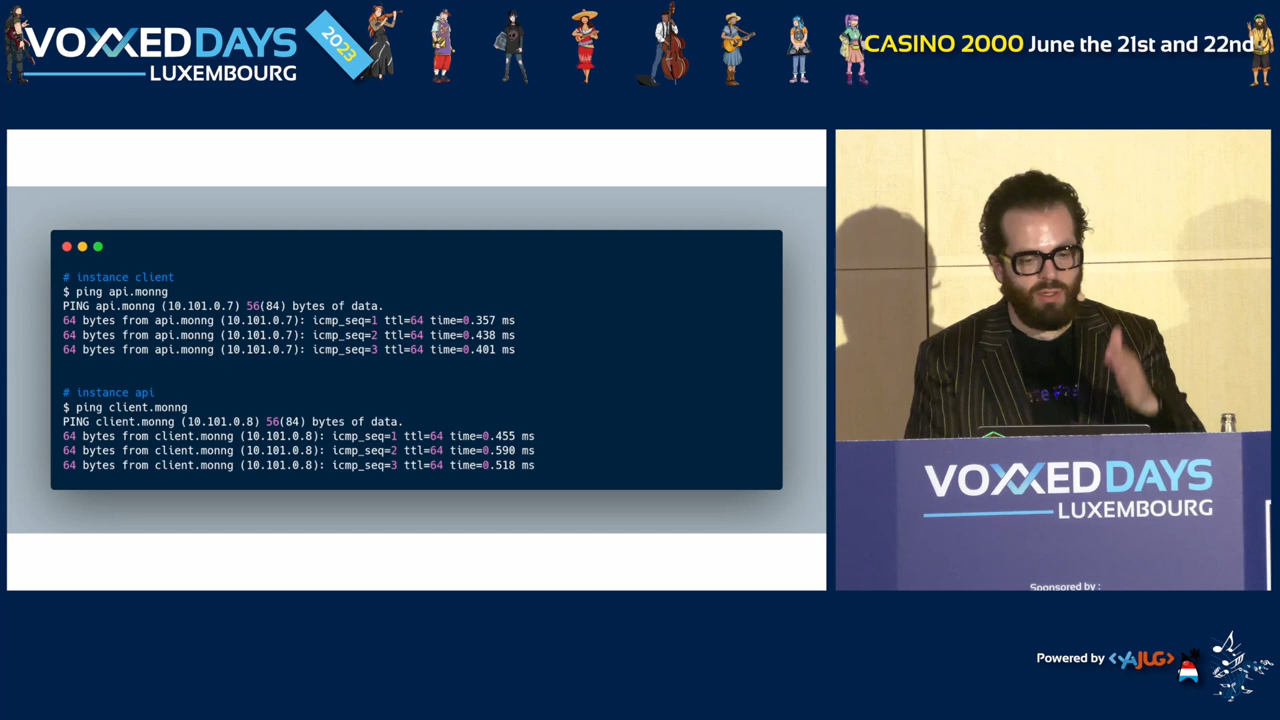 VOXXED DAYS
LUXEMBOURG
2023
CASINO 2000 June the 21st and 22nd
# instance client
$ ping api.monng
PING api.monng (10.101.0.7) 56(84) bytes of data.
64 bytes from api.monng (10.101.0.7): icmp_seq=1 ttl=64 time=0.357 ms
64 bytes from api.monng (10.101.0.7): icmp_seq=2 ttl=64 time=0.438 ms
64 bytes from api.monng (10.101.0.7): icmp_seq=3 ttl=64 time=0.401 ms
# instance api
$ ping client.monng
PING client.monng (10.101.0.8) 56(84) bytes of data.
64 bytes from client.monng (10.101.0.8): icmp_seq=1 ttl=64 time=0.455 ms
64 bytes from client.monng (10.101.0.8): icmp_seq=2 ttl=64 time=0.590 ms
64 bytes from client.monng (10.101.0.8): icmp_seq=3 ttl=64 time=0.518 ms
VOXXED DAYS
LUXEMBOURG
Sponsored by :
Powered by <YAJUG>